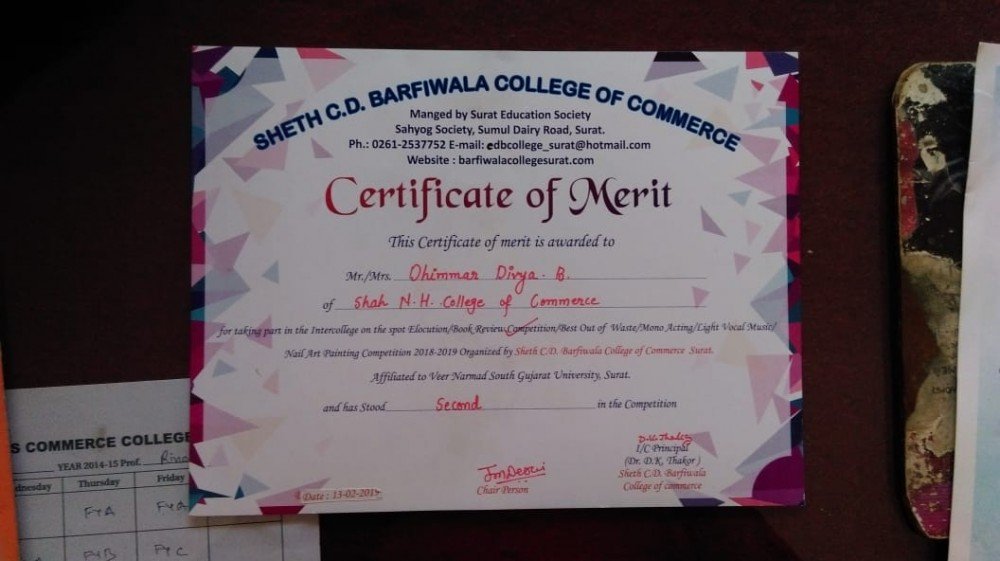 SHETH C.D. BARFIWALA COLLEGE OF COMMERCE
Manged by Surat Education Society
Sahyog Society, Sumul Dairy Road, Surat.
Ph.: 0261-2537752 E-mail: cdbcollege_surat@hotmail.com
Website : barfiwalacollegesurat.com
Certificate of Merit
This Certificate of merit is awarded to
Mr./Mrs. Dhimmar Divya . B.
of Shah N.H. College of Commerce
for taking part in the Intercollege on the spot Elocution/Book Review Competition/Best Out of Waste/Mono Acting/Light Vocal Music/
Nail Art Painting Competition 2018-2019 Organized by Sheth C.D. Barfiwala College of Commerce Surat.
Affiliated to Veer Narmad South Gujarat University, Surat.
and has Stood Second in the Competition
Chair Person
I/C Principal
(Dr. D.K. Thakor)
Sheth C.D. Barfiwala
College of commerce
Date : 13-02-2019
S COMMERCE COLLEGE
YEAR 2014-15 Prof.
dnesday Thursday Friday
FYA FYA
FYB FYC